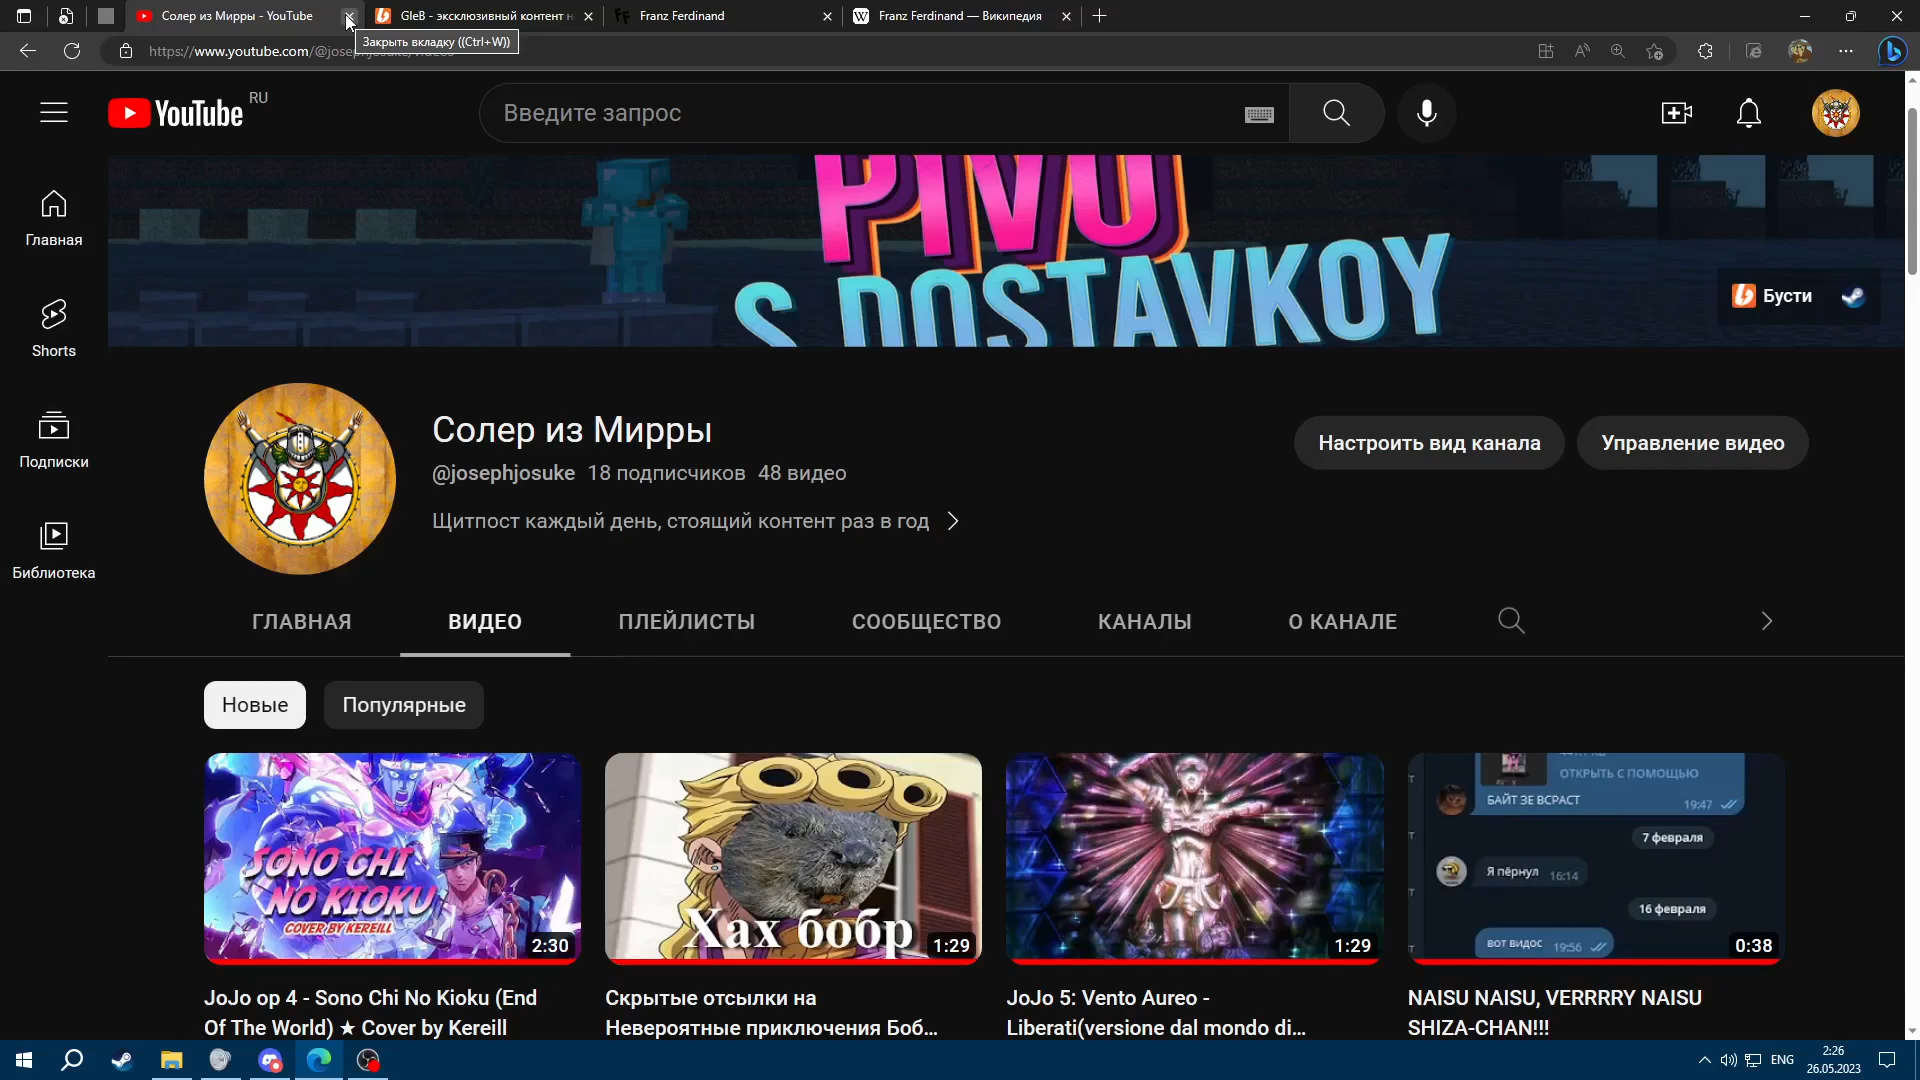 Солер из Мирры - YouTube
GleB - эксклюзивный контент н
Franz Ferdinand
Franz Ferdinand — Википедия
Закрыть вкладку ((Ctrl+W))
https://www.youtube.com/@josephjosuke/videos
YouTube
RU
Введите запрос
PIVO
S DOSTAVKOY
Бусти
Главная
Shorts
Подписки
Библиотека
Солер из Мирры
@josephjosuke 18 подписчиков 48 видео
Щитпост каждый день, стоящий контент раз в год
Настроить вид канала
Управление видео
ГЛАВНАЯ
ВИДЕО
ПЛЕЙЛИСТЫ
СООБЩЕСТВО
КАНАЛЫ
О КАНАЛЕ
Новые
Популярные
SONO CHI
NO KIOKU
COVER BY KEREILL
2:30
Хах бобр
1:29
1:29
ОТКРЫТЬ С ПОМОЩЬЮ
БАЙТ ЗЕ ВСРАСТ
19:47
7 февраля
Я пёрнул 16:14
16 февраля
вот видос 19:56
0:38
JoJo op 4 - Sono Chi No Kioku (End
Of The World) ★ Cover by Kereill
Скрытые отсылки на
Невероятные приключения Боб...
JoJo 5: Vento Aureo -
Liberati(versione dal mondo di...
NAISU NAISU, VERRRRY NAISU
SHIZA-CHAN!!!
ENG
2:26
26.05.2023